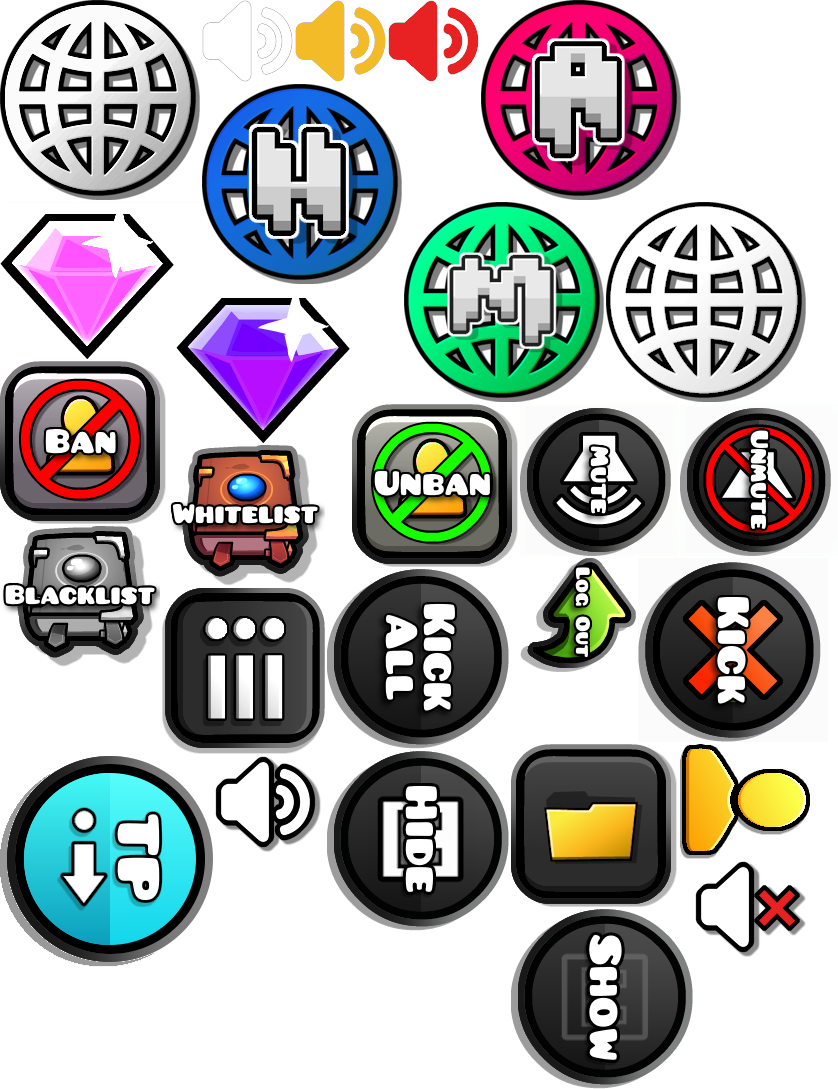 A
H
M
BAN
UNBAN
MUTE
UNMUTE
WHITELIST
BLACKLIST
LOG OUT
KICK
ALL
KICK
TP
HIDE
SHOW